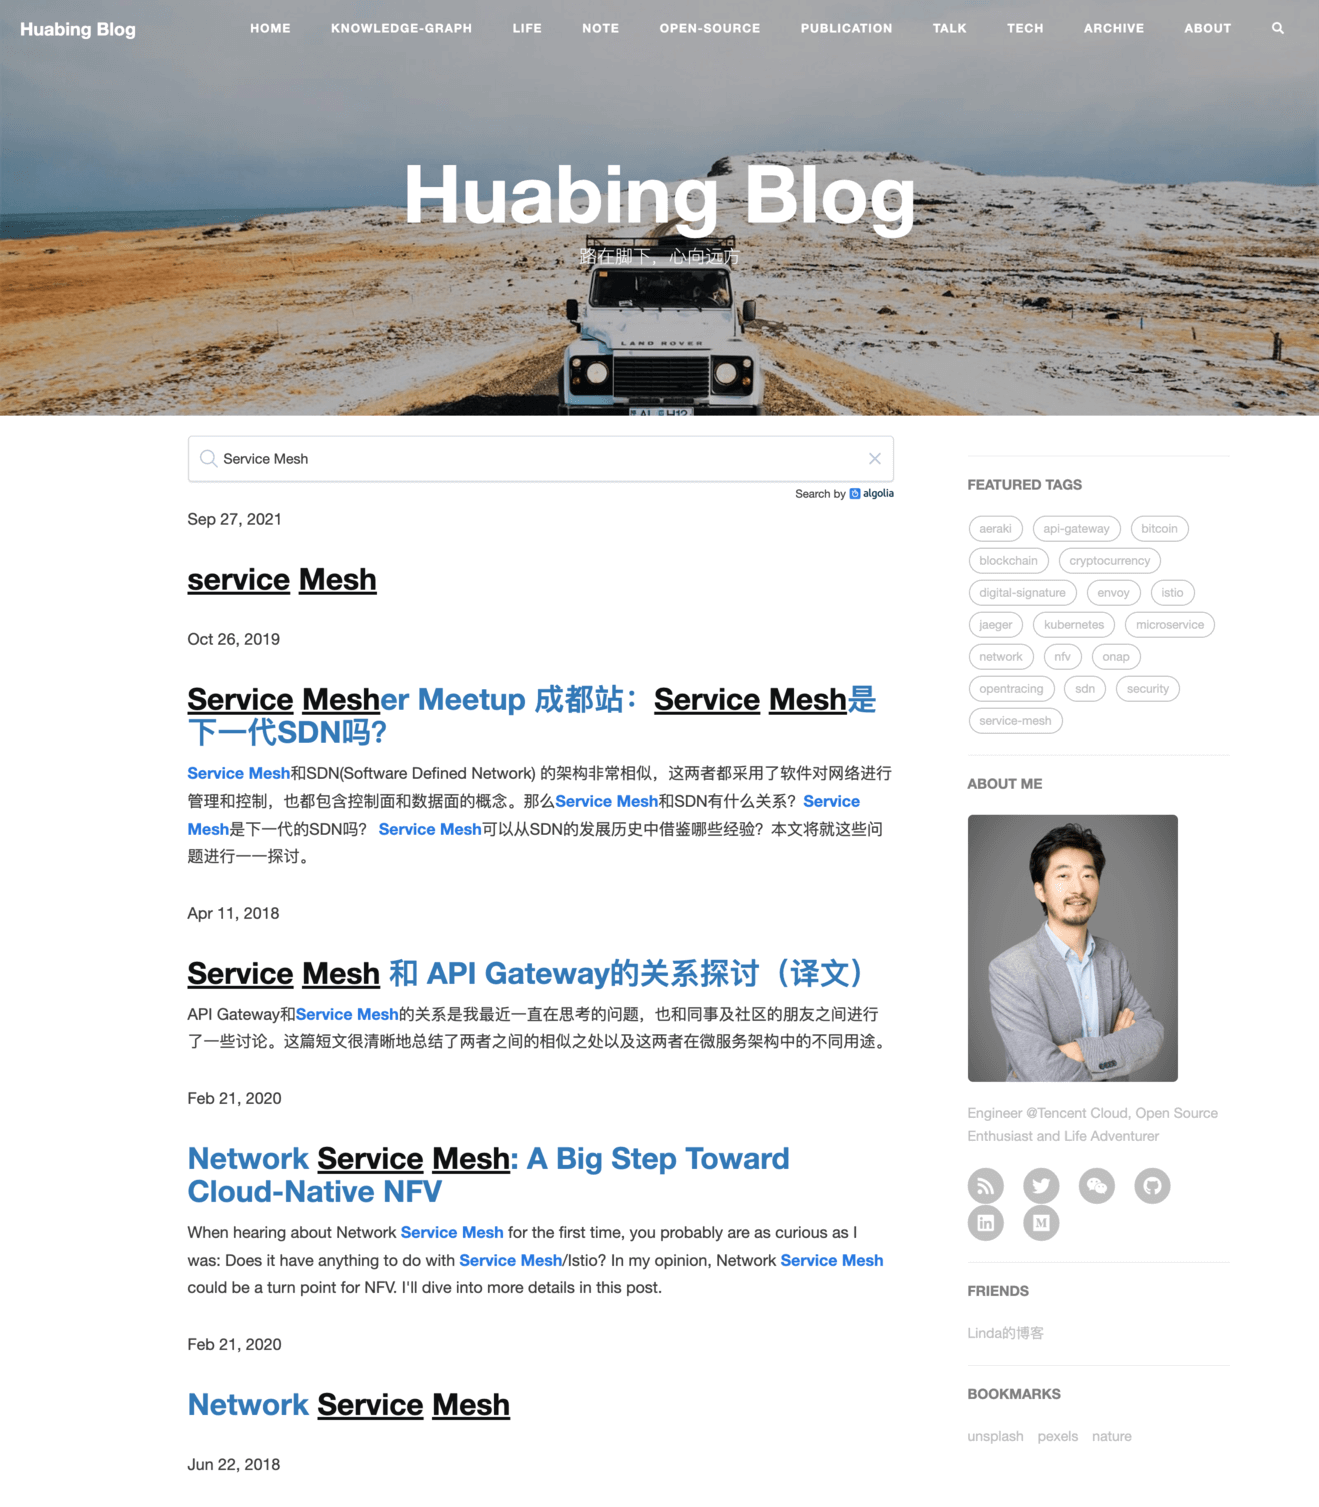 Huabing Blog
HOME KNOWLEDGE-GRAPH LIFE NOTE OPEN-SOURCE PUBLICATION TALK TECH ARCHIVE ABOUT
Huabing Blog
路在脚下，心向远方
LAND ROVER
Service Mesh
Search by algolia
Sep 27, 2021
service Mesh
Oct 26, 2019
Service Mesher Meetup 成都站：Service Mesh是
下一代SDN吗？
Service Mesh和SDN(Software Defined Network) 的架构非常相似，这两者都采用了软件对网络进行
管理和控制，也都包含控制面和数据面的概念。那么Service Mesh和SDN有什么关系？Service
Mesh是下一代的SDN吗？ Service Mesh可以从SDN的发展历史中借鉴哪些经验？本文将就这些问
题进行一一探讨。
Apr 11, 2018
Service Mesh 和 API Gateway的关系探讨（译文）
API Gateway和Service Mesh的关系是我最近一直在思考的问题，也和同事及社区的朋友之间进行
了一些讨论。这篇短文很清晰地总结了两者之间的相似之处以及这两者在微服务架构中的不同用途。
Feb 21, 2020
Network Service Mesh: A Big Step Toward
Cloud-Native NFV
When hearing about Network Service Mesh for the first time, you probably are as curious as I
was: Does it have anything to do with Service Mesh/Istio? In my opinion, Network Service Mesh
could be a turn point for NFV. I'll dive into more details in this post.
Feb 21, 2020
Network Service Mesh
Jun 22, 2018
FEATURED TAGS
aeraki api-gateway bitcoin
blockchain cryptocurrency
digital-signature envoy istio
jaeger kubernetes microservice
network nfv onap
opentracing sdn security
service-mesh
ABOUT ME
Engineer @Tencent Cloud, Open Source
Enthusiast and Life Adventurer
FRIENDS
Linda的博客
BOOKMARKS
unsplash pexels nature